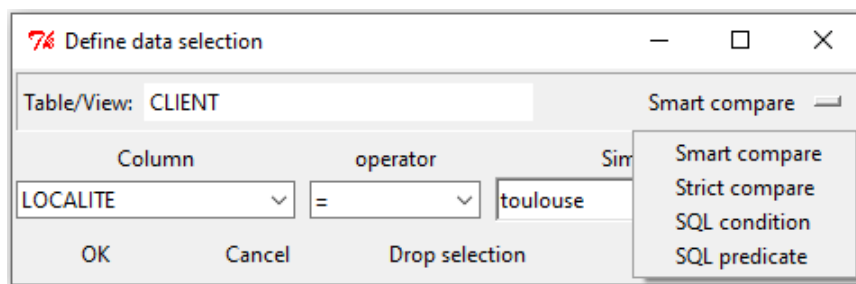 Define data selection
Table/View: CLIENT Smart compare
Column operator Sim
LOCALITE = toulouse
OK Cancel Drop selection
Smart compare
Strict compare
SQL condition
SQL predicate